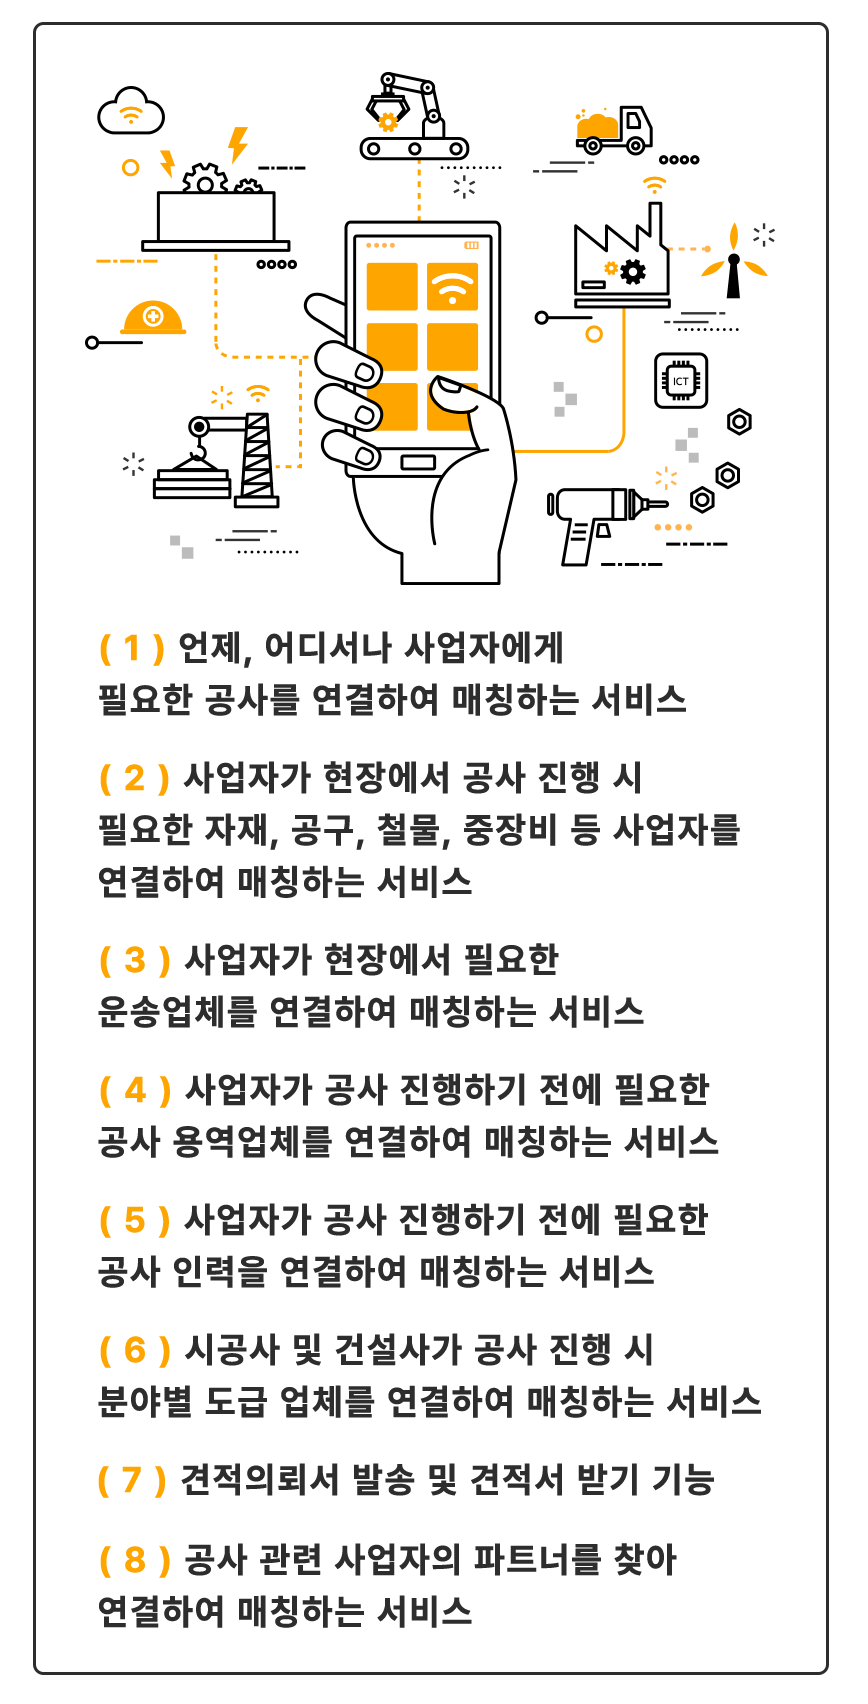 ICT
( 1 ) 언제, 어디서나 사업자에게
필요한 공사를 연결하여 매칭하는 서비스
( 2 ) 사업자가 현장에서 공사 진행 시
필요한 자재, 공구, 철물, 중장비 등 사업자를
연결하여 매칭하는 서비스
( 3 ) 사업자가 현장에서 필요한
운송업체를 연결하여 매칭하는 서비스
( 4 ) 사업자가 공사 진행하기 전에 필요한
공사 용역업체를 연결하여 매칭하는 서비스
( 5 ) 사업자가 공사 진행하기 전에 필요한
공사 인력을 연결하여 매칭하는 서비스
( 6 ) 시공사 및 건설사가 공사 진행 시
분야별 도급 업체를 연결하여 매칭하는 서비스
( 7 ) 견적의뢰서 발송 및 견적서 받기 기능
( 8 ) 공사 관련 사업자의 파트너를 찾아
연결하여 매칭하는 서비스